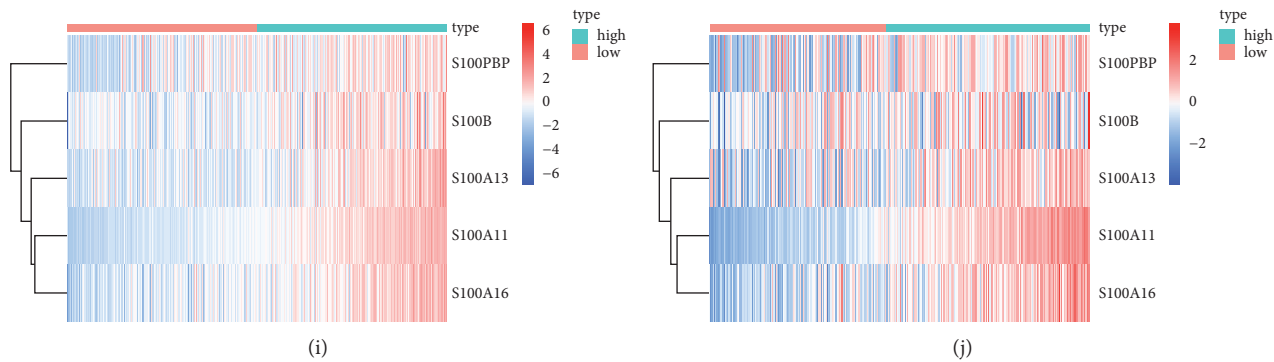 type
S100PBP
S100B
S100A13
S100A11
S100A16
6
4
2
0
−2
−4
−6
type
high
low
(i)
type
S100PBP
S100B
S100A13
S100A11
S100A16
2
0
−2
type
high
low
(j)